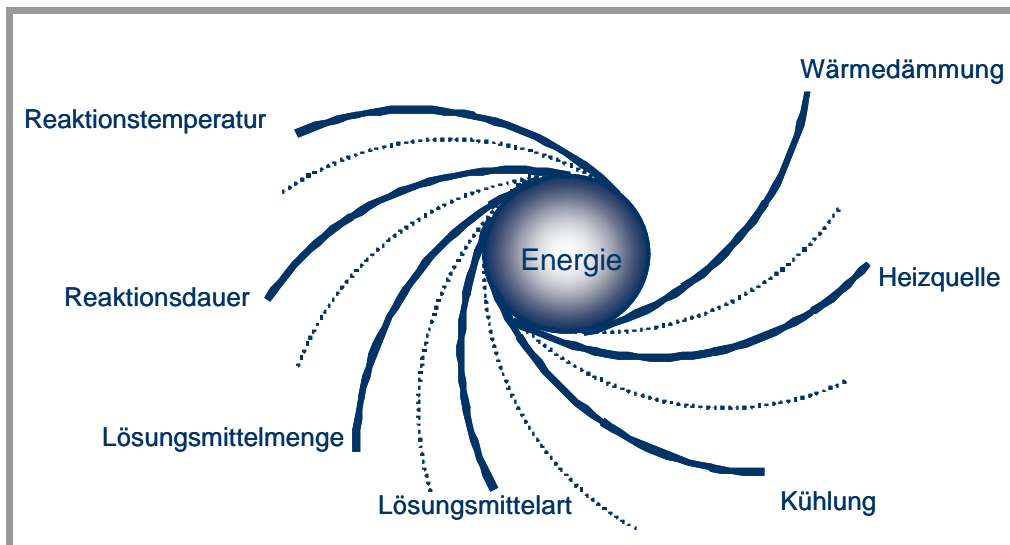 Wärmedämmung
Reaktionstemperatur
Energie
Heizquelle
Reaktionsdauer
Lösungsmittelmenge
Lösungsmittelart
Kühlung